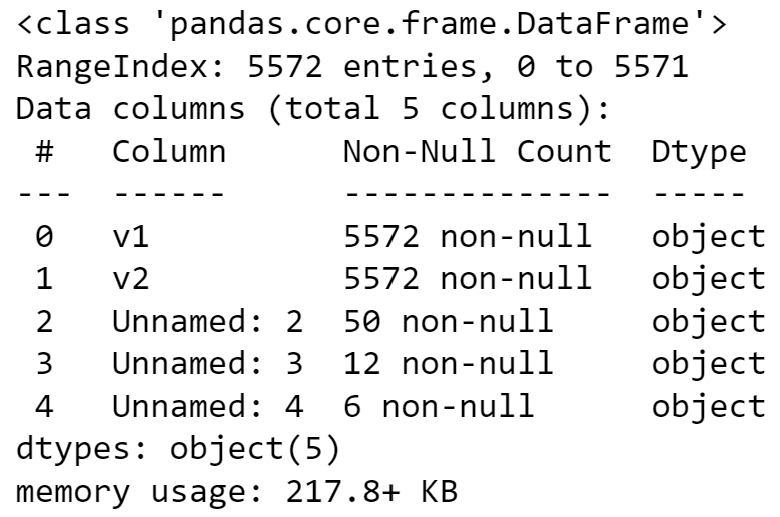 <class 'pandas.core.frame.DataFrame'>
RangeIndex: 5572 entries, 0 to 5571
Data columns (total 5 columns):
 #   Column      Non-Null Count  Dtype
---  ------      --------------  -----
 0   v1          5572 non-null   object
 1   v2          5572 non-null   object
 2   Unnamed: 2  50 non-null     object
 3   Unnamed: 3  12 non-null     object
 4   Unnamed: 4  6 non-null      object
dtypes: object(5)
memory usage: 217.8+ KB